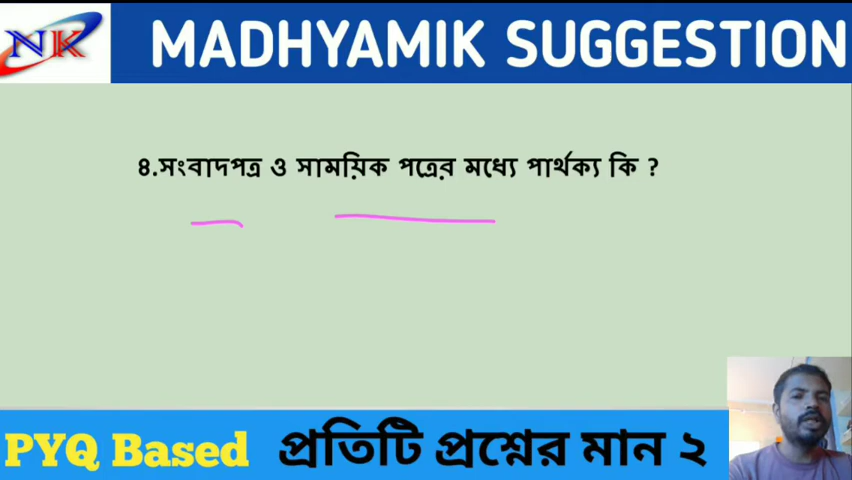 NK
MADHYAMIK SUGGESTION
৪.সংবাদপত্র ও সাময়িক পত্রের মধ্যে পার্থক্য কি ?
PYQ Based
প্রতিটি প্রশ্নের মান ২